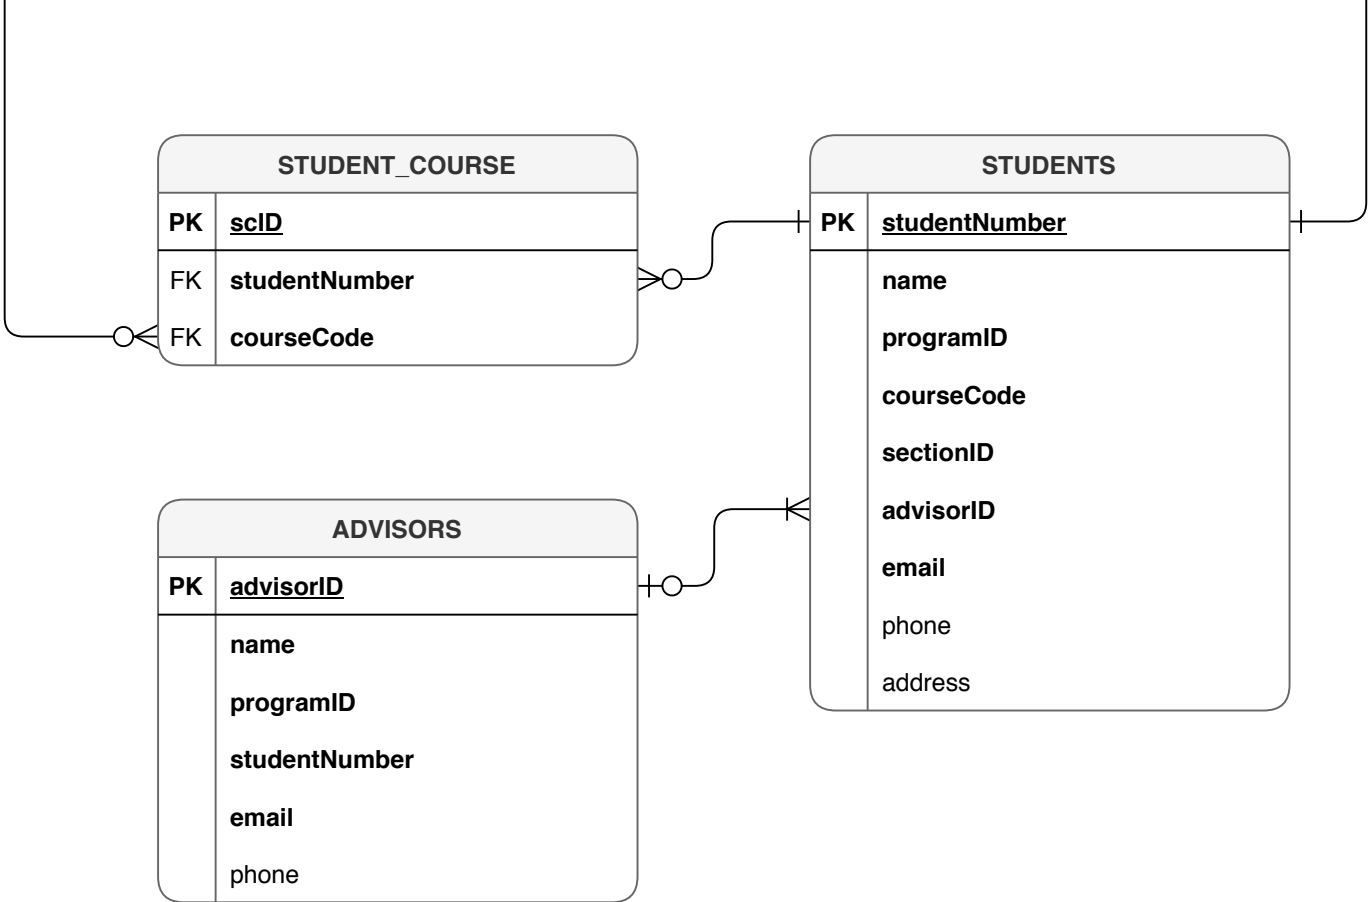 STUDENT_COURSE
PK scID
FK studentNumber
FK courseCode
STUDENTS
PK studentNumber
name
programID
courseCode
sectionID
advisorID
email
phone
address
ADVISORS
PK advisorID
name
programID
studentNumber
email
phone